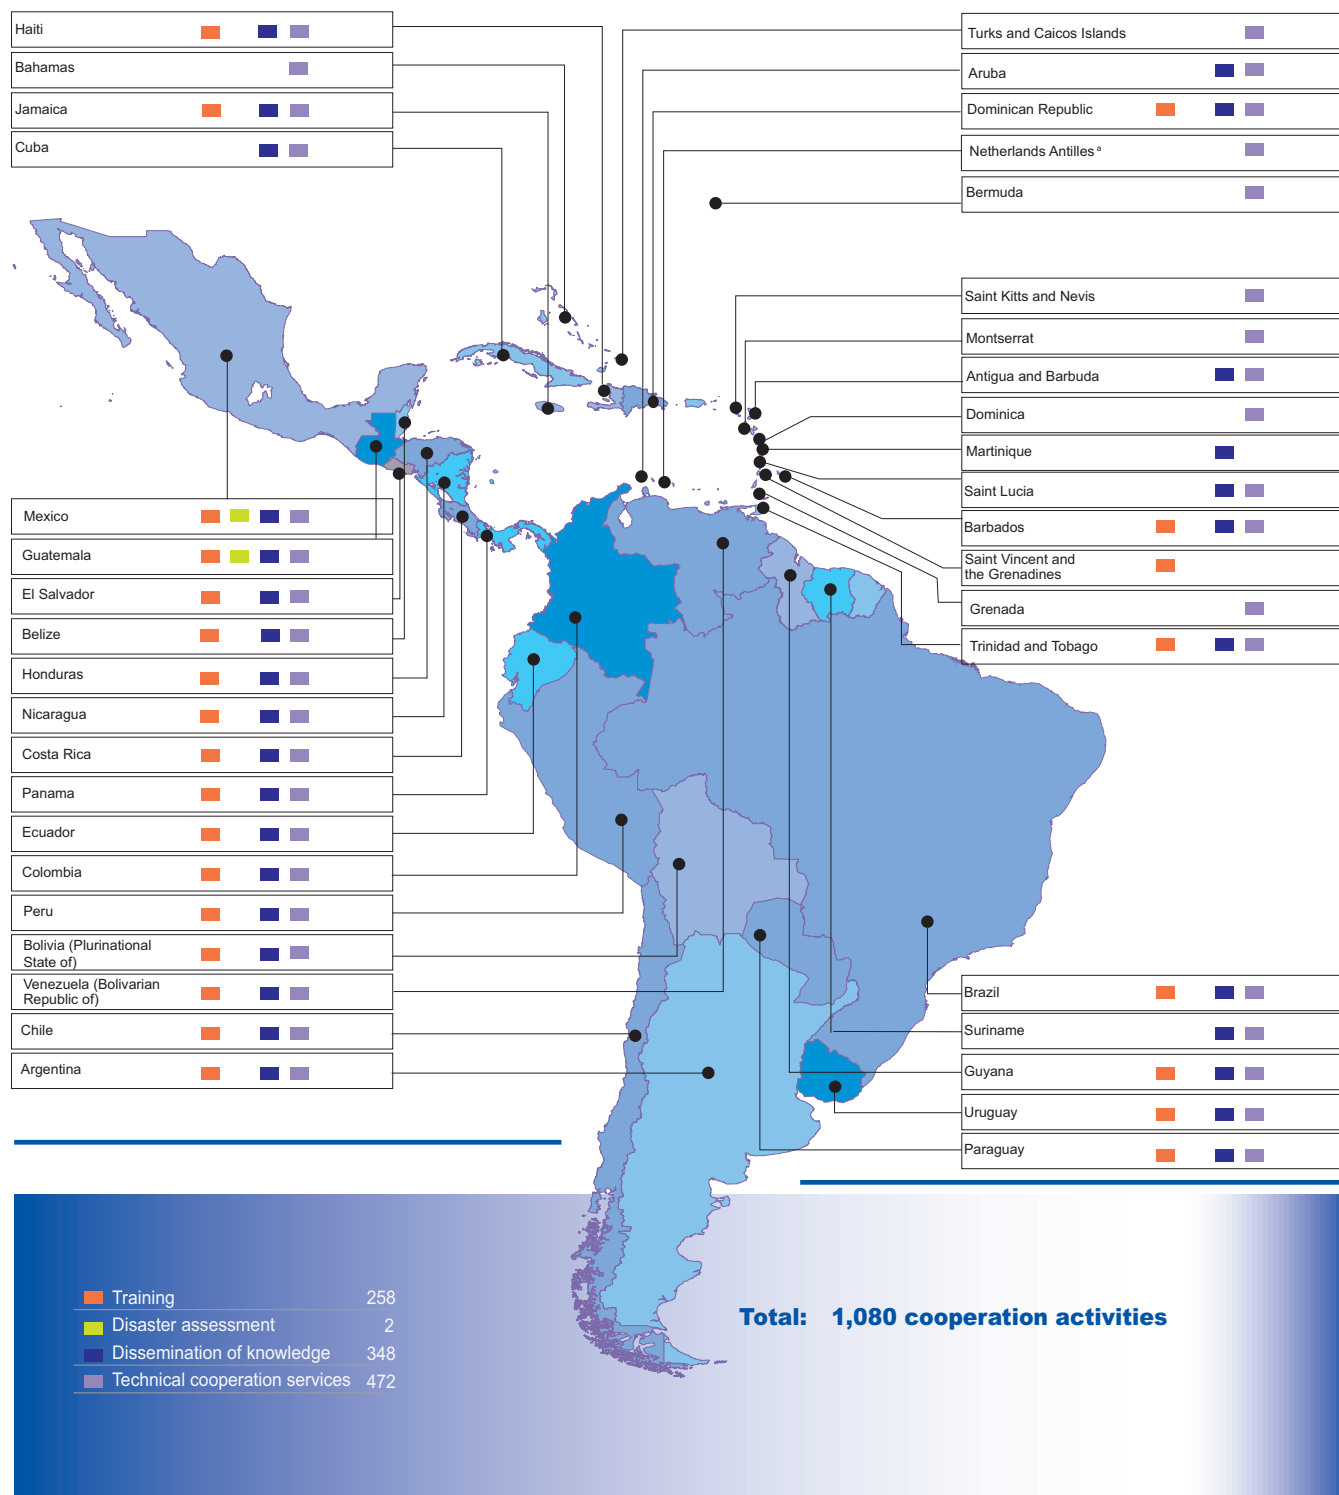 Haiti
Bahamas
Jamaica
Cuba
Turks and Caicos Islands
Aruba
Dominican Republic
Netherlands Antilles ª
Bermuda
Saint Kitts and Nevis
Montserrat
Antigua and Barbuda
Dominica
Martinique
Saint Lucia
Barbados
Saint Vincent and
the Grenadines
Grenada
Trinidad and Tobago
Mexico
Guatemala
El Salvador
Belize
Honduras
Nicaragua
Costa Rica
Panama
Ecuador
Colombia
Peru
Bolivia (Plurinational
State of)
Venezuela (Bolivarian
Republic of)
Chile
Argentina
Brazil
Suriname
Guyana
Uruguay
Paraguay
Training 258
Disaster assessment 2
Dissemination of knowledge 348
Technical cooperation services 472
Total: 1,080 cooperation activities